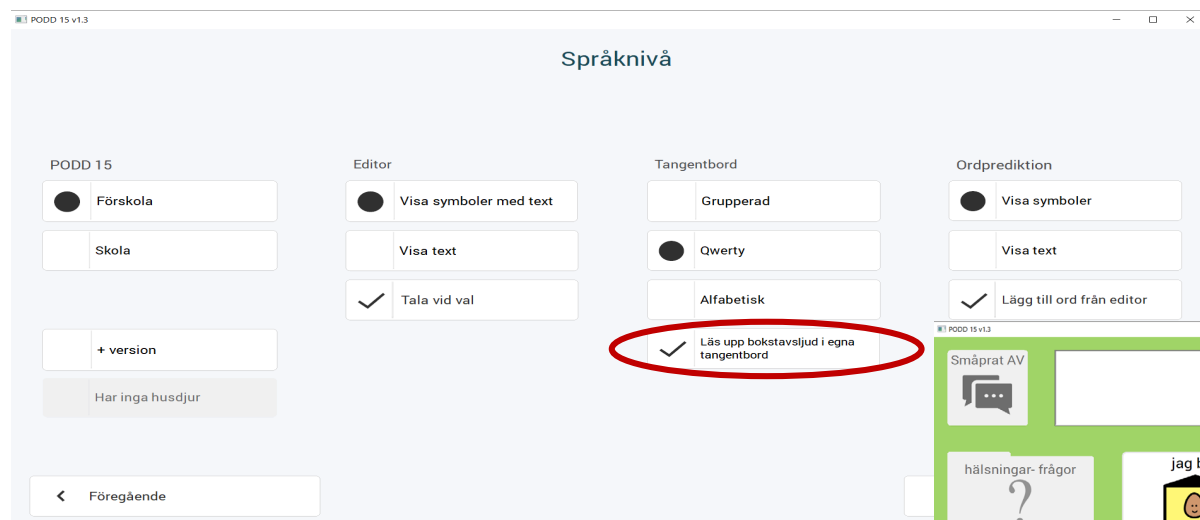 PODD 15 v1.3
Språknivå
PODD 15
Förskola
Skola
+ version
Har inga husdjur
Editor
Visa symboler med text
Visa text
Tala vid val
Tangentbord
Grupperad
Qwerty
Alfabetisk
Läs upp bokstavsljud i egna
tangentbord
Ordprediktion
Visa symboler
Visa text
Lägg till ord från editor
Föregående
PODD 15 v1.3
Småprat AV
hälsningar- frågor
?
jag